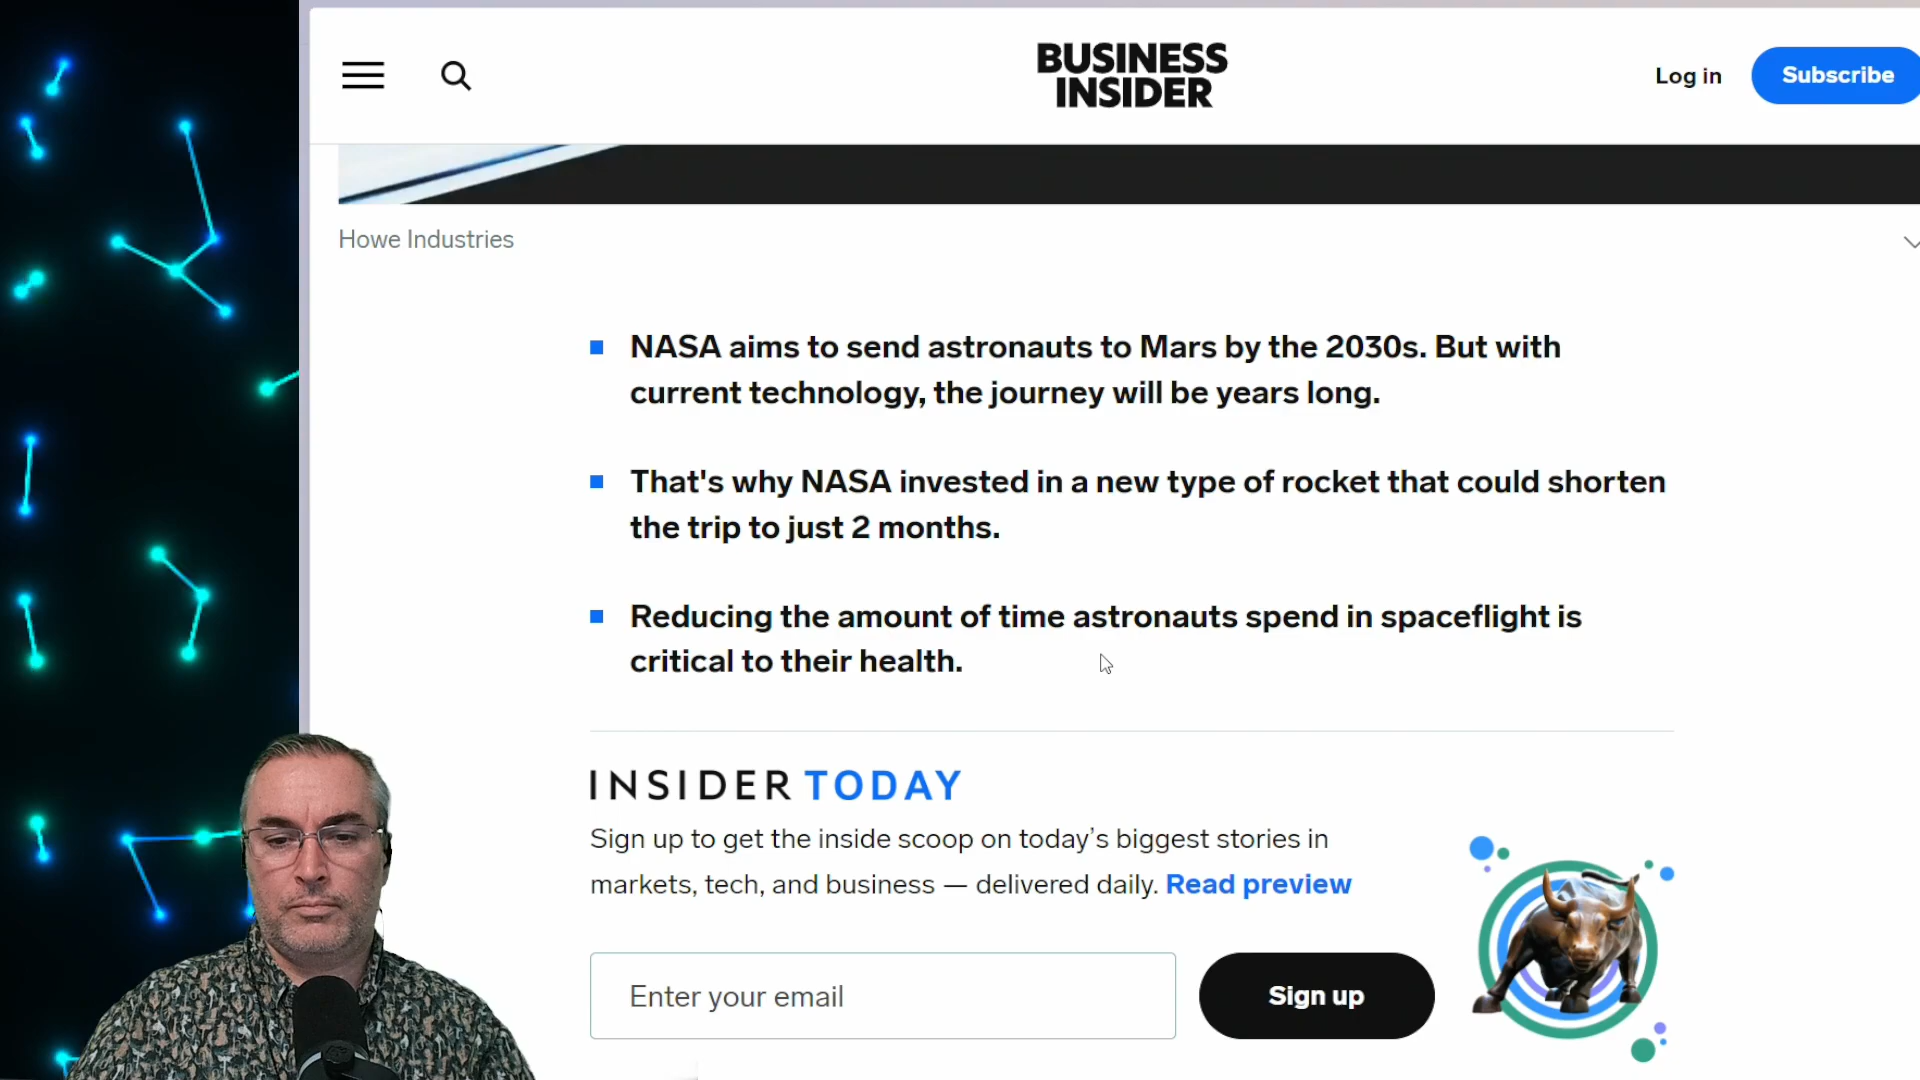 BUSINESS
INSIDER
Log in
Subscribe
Howe Industries
NASA aims to send astronauts to Mars by the 2030s. But with
current technology, the journey will be years long.
That's why NASA invested in a new type of rocket that could shorten
the trip to just 2 months.
Reducing the amount of time astronauts spend in spaceflight is
critical to their health.
INSIDER TODAY
Sign up to get the inside scoop on today’s biggest stories in
markets, tech, and business — delivered daily. Read preview
Enter your email
Sign up